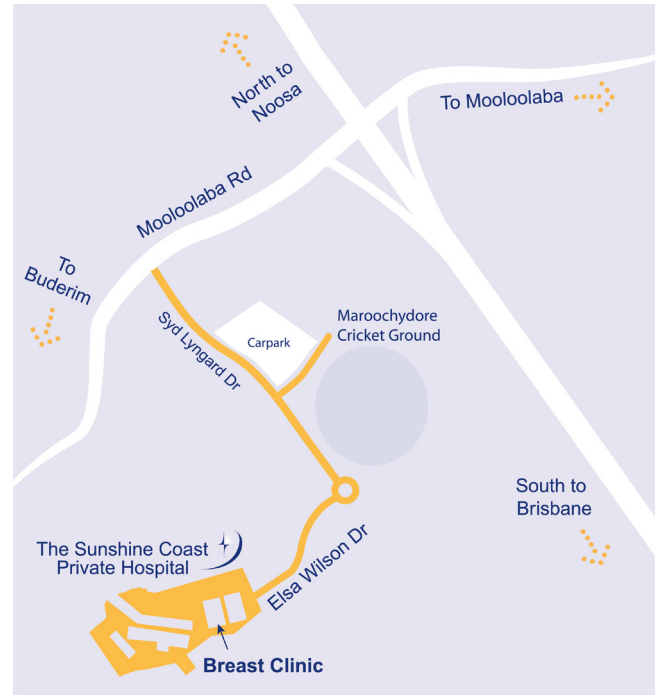 North to
Noosa
To Mooloolaba
Mooloolaba Rd
To
Buderim
Syd Lyngard Dr
Carpark
Maroochydore
Cricket Ground
South to
Brisbane
The Sunshine Coast
Private Hospital
Elsa Wilson Dr
Breast Clinic